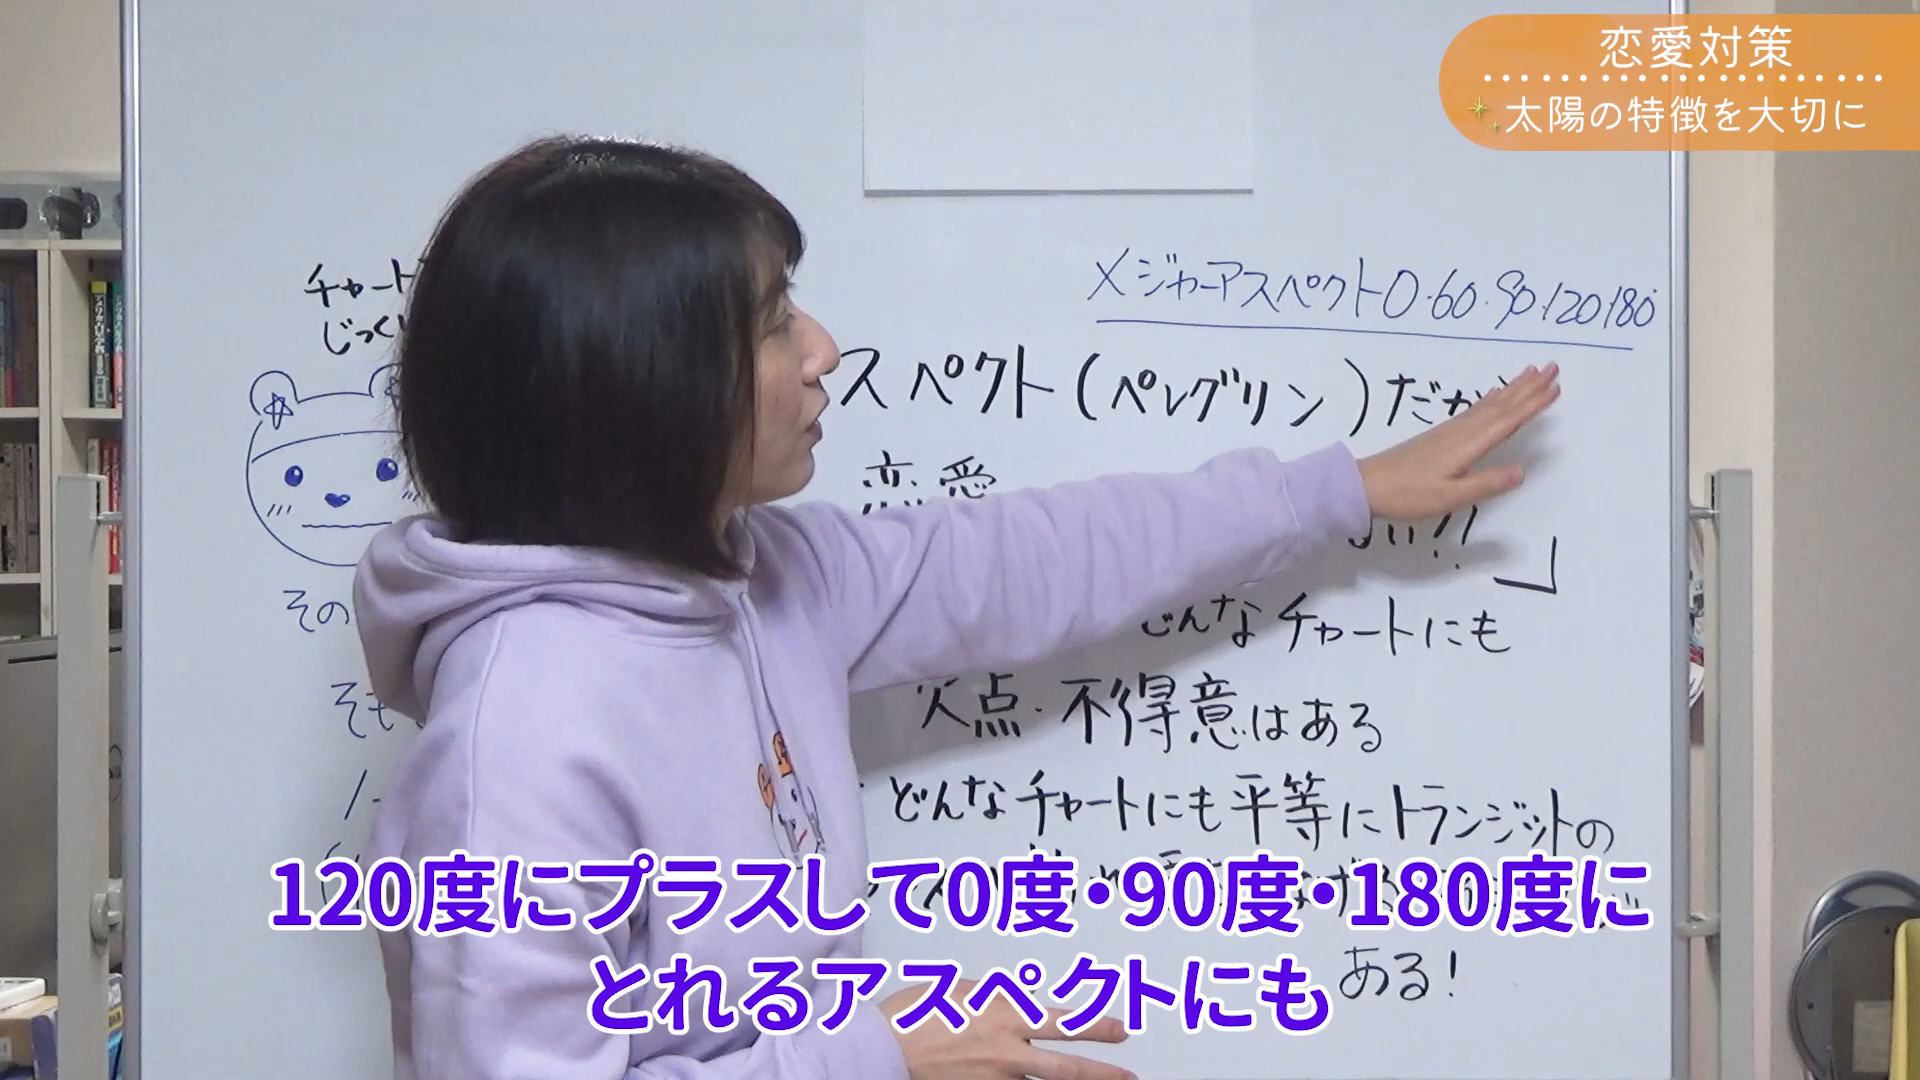 恋愛対策
太陽の特徴を大切に
チャート
じっく
メジャーアスペクト0・60・90・120・180
スペクト(ペレグリン)だか
恋愛
!!」
その
どんなチャートにも
欠点・不得意はある
そも
どんなチャートにも平等にトランジットの
ある!
120度にプラスして0度・90度・180度に
とれるアスペクトにも